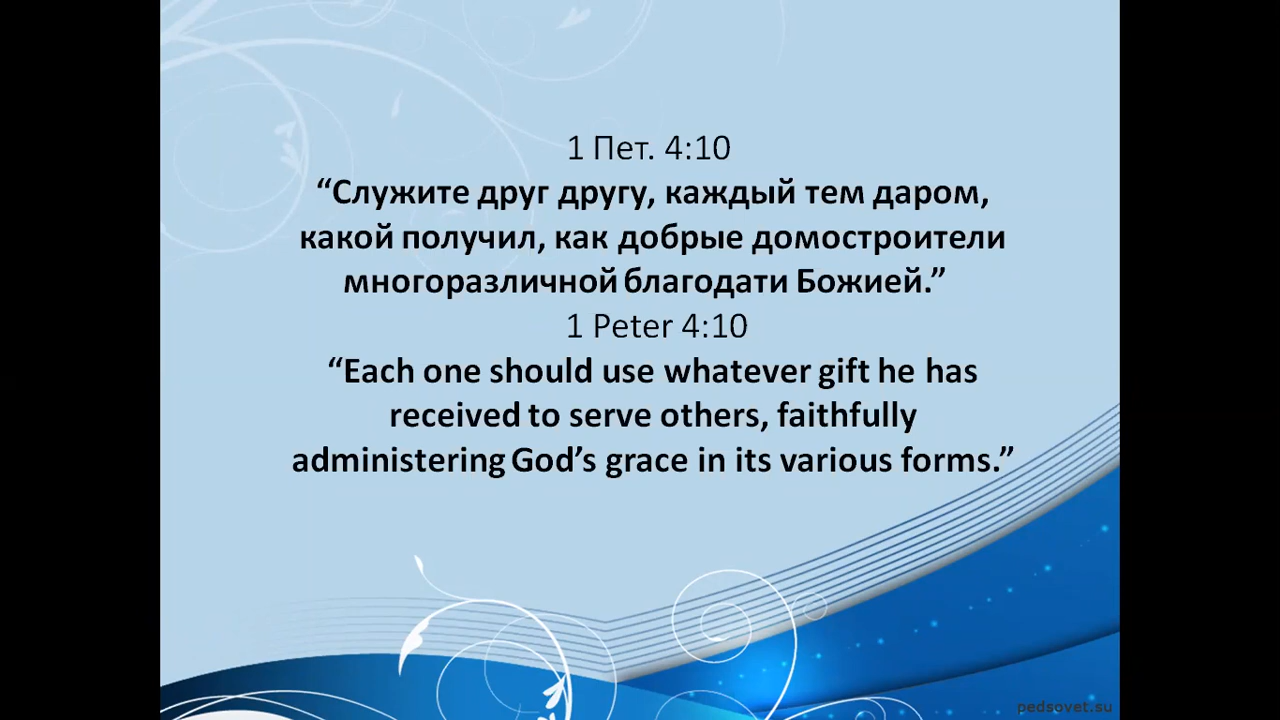 1 Пет. 4:10
“Служите друг другу, каждый тем даром,
какой получил, как добрые домостроители
многоразличной благодати Божией.”
1 Peter 4:10
“Each one should use whatever gift he has
received to serve others, faithfully
administering God’s grace in its various forms.”
pedsovet.su